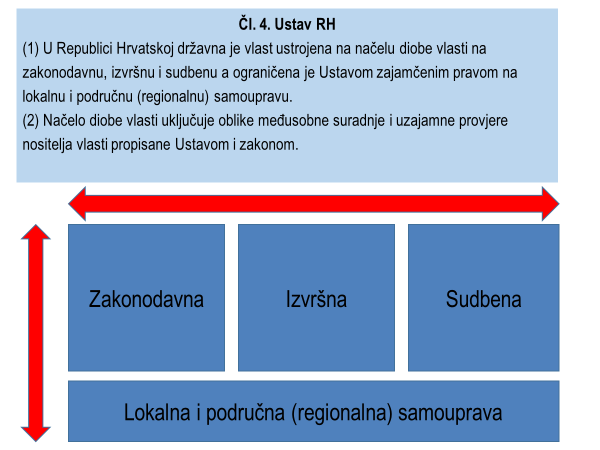 Čl. 4. Ustav RH
(1) U Republici Hrvatskoj državna je vlast ustrojena na načelu diobe vlasti na
zakonodavnu, izvršnu i sudbenu a ograničena je Ustavom zajamčenim pravom na
lokalnu i područnu (regionalnu) samoupravu.
(2) Načelo diobe vlasti uključuje oblike međusobne suradnje i uzajamne provjere
nositelja vlasti propisane Ustavom i zakonom.
Zakonodavna
Izvršna
Sudbena
Lokalna i područna (regionalna) samouprava